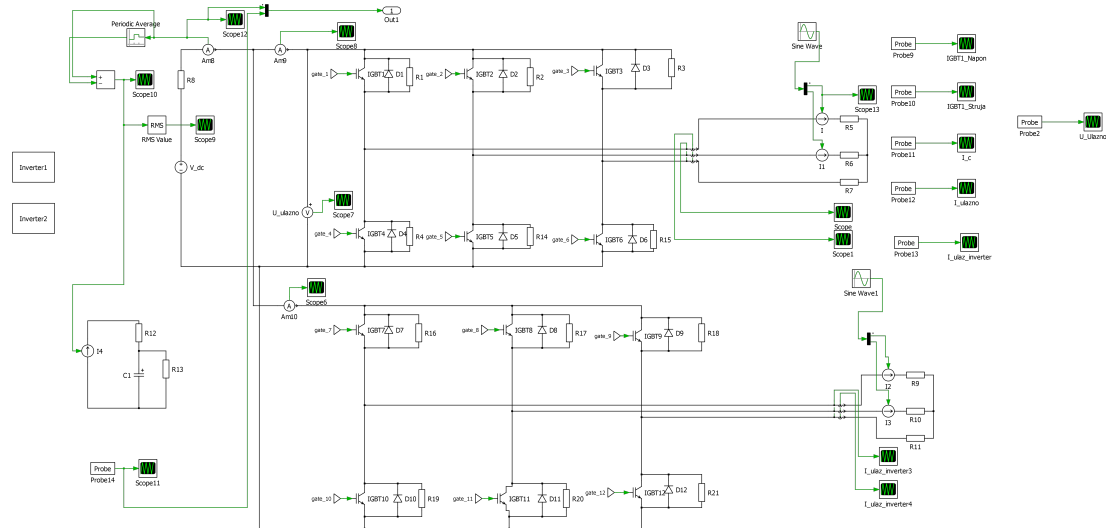 Periodic Average
Scope12
1
Out1
Am8
Am9
Scope8
R8
Scope10
RMS
RMS Value
Scope9
V_dc
Inverter1
Inverter2
gate_1
IGBT1
D1
R1
gate_2
IGBT2
D2
R2
gate_3
IGBT3
D3
R3
Sine Wave
Scope13
I
R5
I1
R6
R7
Probe
Probe9
IGBT1_Napon
Probe
Probe10
IGBT1_Struja
Probe
Probe11
I_c
Probe
Probe12
I_ulazno
Probe
Probe13
I_ulaz_inverter
Probe
Probe2
U_Ulazno
U_ulazno
V
Scope7
gate_4
IGBT4
D4
R4
gate_5
IGBT5
D5
R14
gate_6
IGBT6
D6
R15
Scope
Scope1
Sine Wave1
A
Am10
Scope6
gate_7
IGBT7
D7
R16
gate_8
IGBT8
D8
R17
gate_9
IGBT9
D9
R18
I4
R12
C1
R13
I2
R9
I3
R10
R11
I_ulaz_inverter3
I_ulaz_inverter4
Probe
Probe14
Scope11
gate_10
IGBT10
D10
R19
gate_11
IGBT11
D11
R20
gate_12
IGBT12
D12
R21